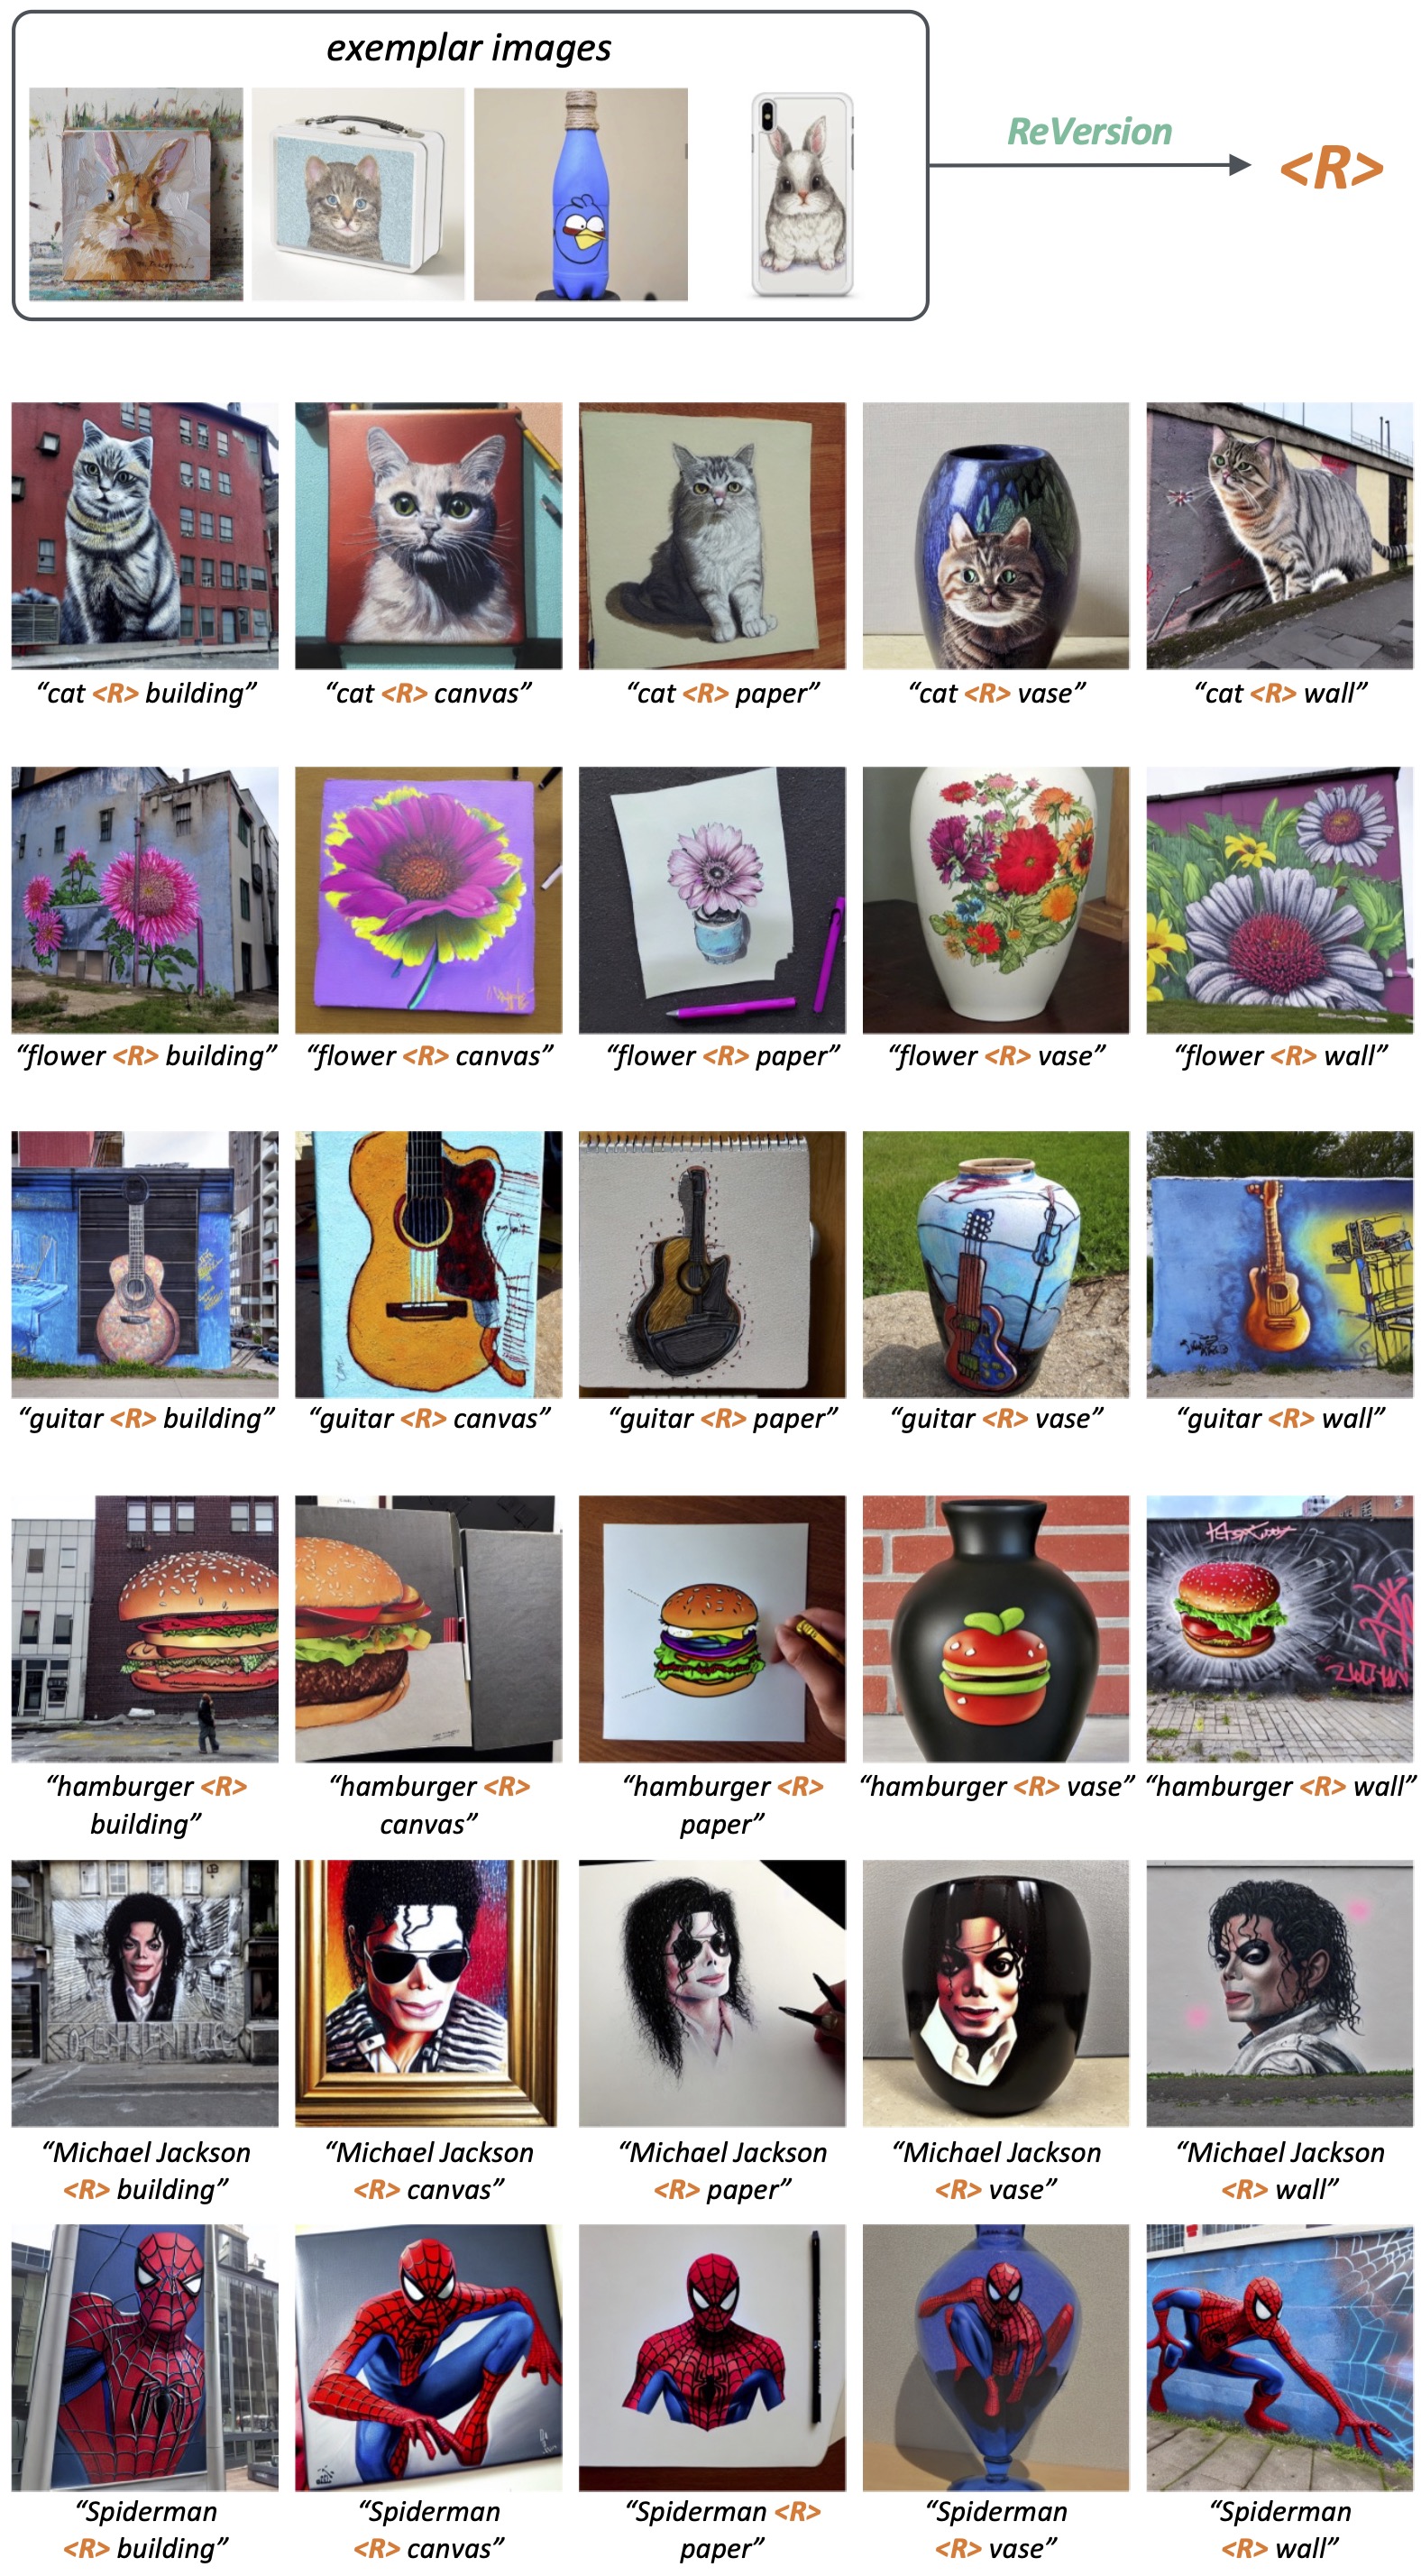 exemplar images
ReVersion
<R>
“cat <R> building”
“cat <R> canvas”
“cat <R> paper”
“cat <R> vase”
“cat <R> wall”
“flower <R> building”
“flower <R> canvas”
“flower <R> paper”
“flower <R> vase”
“flower <R> wall”
“guitar <R> building”
“guitar <R> canvas”
“guitar <R> paper”
“guitar <R> vase”
“guitar <R> wall”
“hamburger <R>
building”
“hamburger <R>
canvas”
“hamburger <R>
paper”
“hamburger <R> vase”
“hamburger <R> wall”
“Michael Jackson
<R> building”
“Michael Jackson
<R> canvas”
“Michael Jackson
<R> paper”
“Michael Jackson
<R> vase”
“Michael Jackson
<R> wall”
“Spiderman
<R> building”
“Spiderman
<R> canvas”
“Spiderman <R>
paper”
“Spiderman
<R> vase”
“Spiderman
<R> wall”